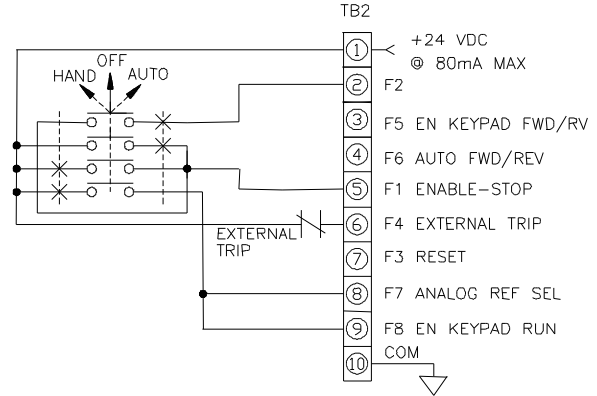 TB2
1 +24 VDC
@ 80mA MAX
OFF
HAND AUTO
2 F2
3 F5 EN KEYPAD FWD/RV
4 F6 AUTO FWD/REV
5 F1 ENABLE-STOP
6 F4 EXTERNAL TRIP
EXTERNAL
TRIP
7 F3 RESET
8 F7 ANALOG REF SEL
9 F8 EN KEYPAD RUN
10 COM